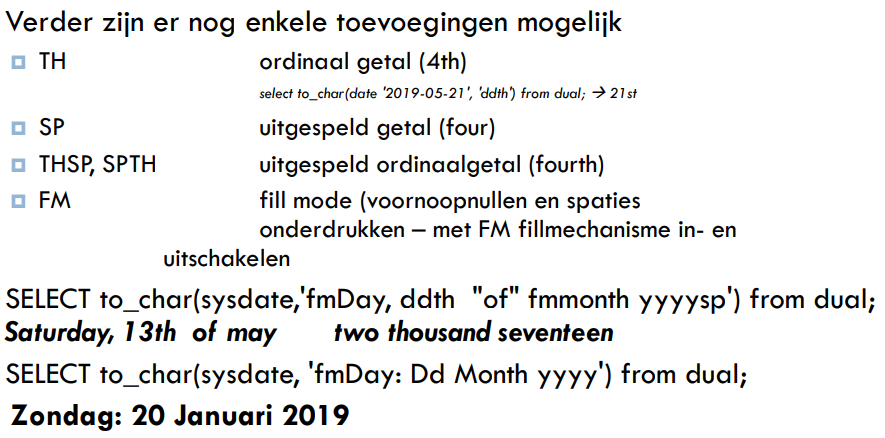 Verder zijn er nog enkele toevoegingen mogelijk
TH ordinaal getal (4th)
select to_char(date '2019-05-21', 'ddth') from dual; → 21st
SP uitgespeld getal (four)
THSP, SPTH uitgespeld ordinaalgetal (fourth)
FM fill mode (voornoopnullen en spaties
onderdrukken – met FM fillmechanisme in- en
uitschakelen
SELECT to_char(sysdate,'fmDay, ddth "of" fmmonth yyyysp') from dual;
Saturday, 13th of may two thousand seventeen
SELECT to_char(sysdate, 'fmDay: Dd Month yyyy') from dual;
Zondag: 20 Januari 2019